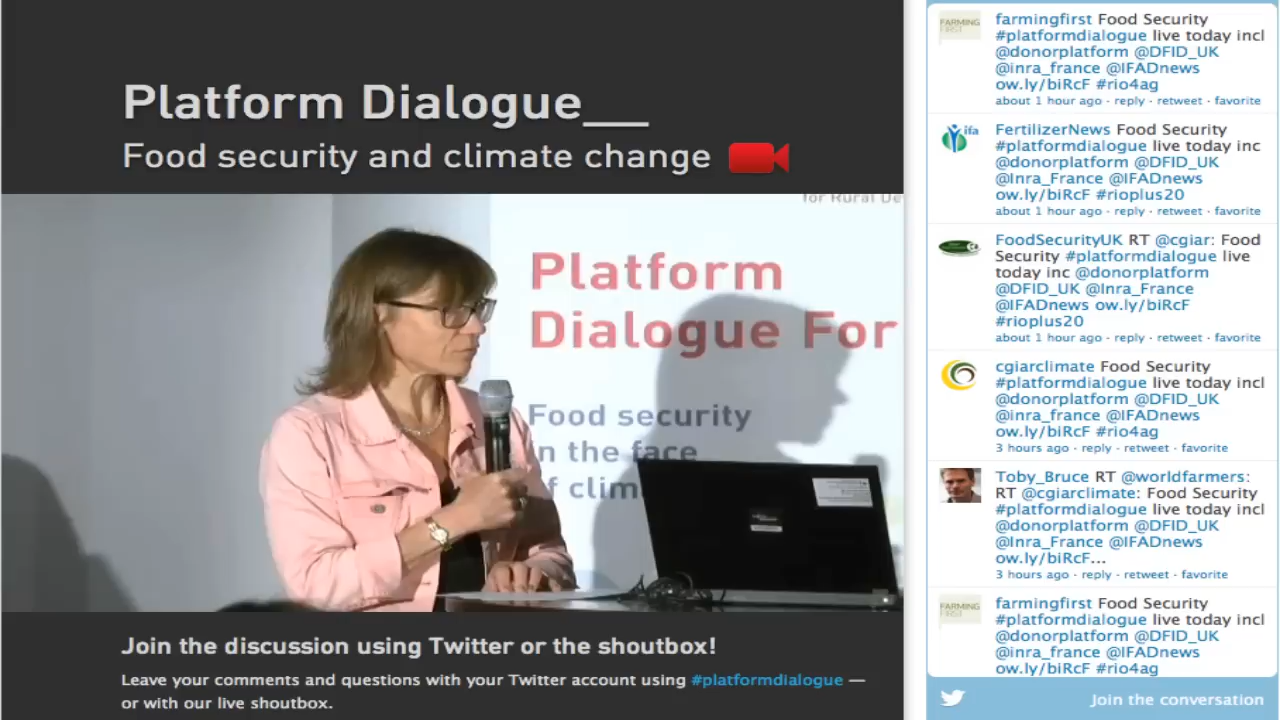 Platform Dialogue__
Food security and climate change
for Rural De
Platform
Dialogue For
Food security
in the face
of clim
Join the discussion using Twitter or the shoutbox!
Leave your comments and questions with your Twitter account using #platformdialogue —
or with our live shoutbox.
FARMING
FIRST
farmingfirst Food Security
#platformdialogue live today incl
@donorplatform @DFID_UK
@inra_france @IFADnews
ow.ly/biRcF #rio4ag
about 1 hour ago · reply · retweet · favorite
ifa
FertilizerNews Food Security
#platformdialogue live today inc
@donorplatform @DFID_UK
@Inra_France @IFADnews
ow.ly/biRcF #rioplus20
about 1 hour ago · reply · retweet · favorite
FoodSecurityUK RT @cgiar: Food
Security #platformdialogue live
today inc @donorplatform
@DFID_UK @Inra_France
@IFADnews ow.ly/biRcF
#rioplus20
about 1 hour ago · reply · retweet · favorite
cgiarclimate Food Security
#platformdialogue live today incl
@donorplatform @DFID_UK
@inra_france @IFADnews
ow.ly/biRcF #rio4ag
3 hours ago · reply · retweet · favorite
Toby_Bruce RT @worldfarmers:
RT @cgiarclimate: Food Security
#platformdialogue live today incl
@donorplatform @DFID_UK
@Inra_France @IFADnews
ow.ly/biRcF...
3 hours ago · reply · retweet · favorite
FARMING
FIRST
farmingfirst Food Security
#platformdialogue live today incl
@donorplatform @DFID_UK
@inra_france @IFADnews
ow.ly/biRcF #rio4ag
Join the conversation